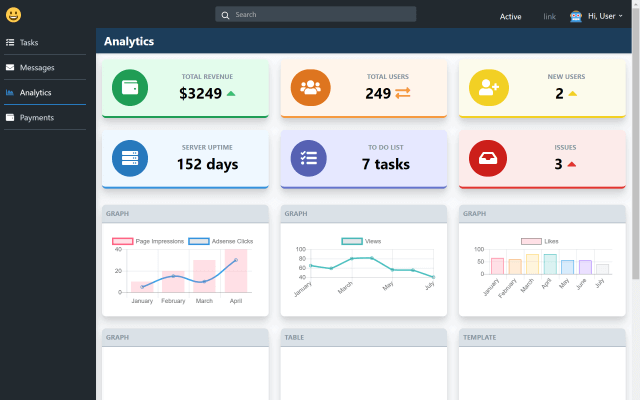 Search
Active
link
Hi, User
Tasks
Messages
Analytics
Payments
Analytics
TOTAL REVENUE
$3249
TOTAL USERS
249
NEW USERS
2
SERVER UPTIME
152 days
TO DO LIST
7 tasks
ISSUES
3
GRAPH
Page Impressions
Adsense Clicks
40
20
0
January
February
March
April
GRAPH
Views
100
80
60
40
January
March
May
July
GRAPH
Likes
100
50
0
January
February
March
April
May
June
July
GRAPH
TABLE
TEMPLATE